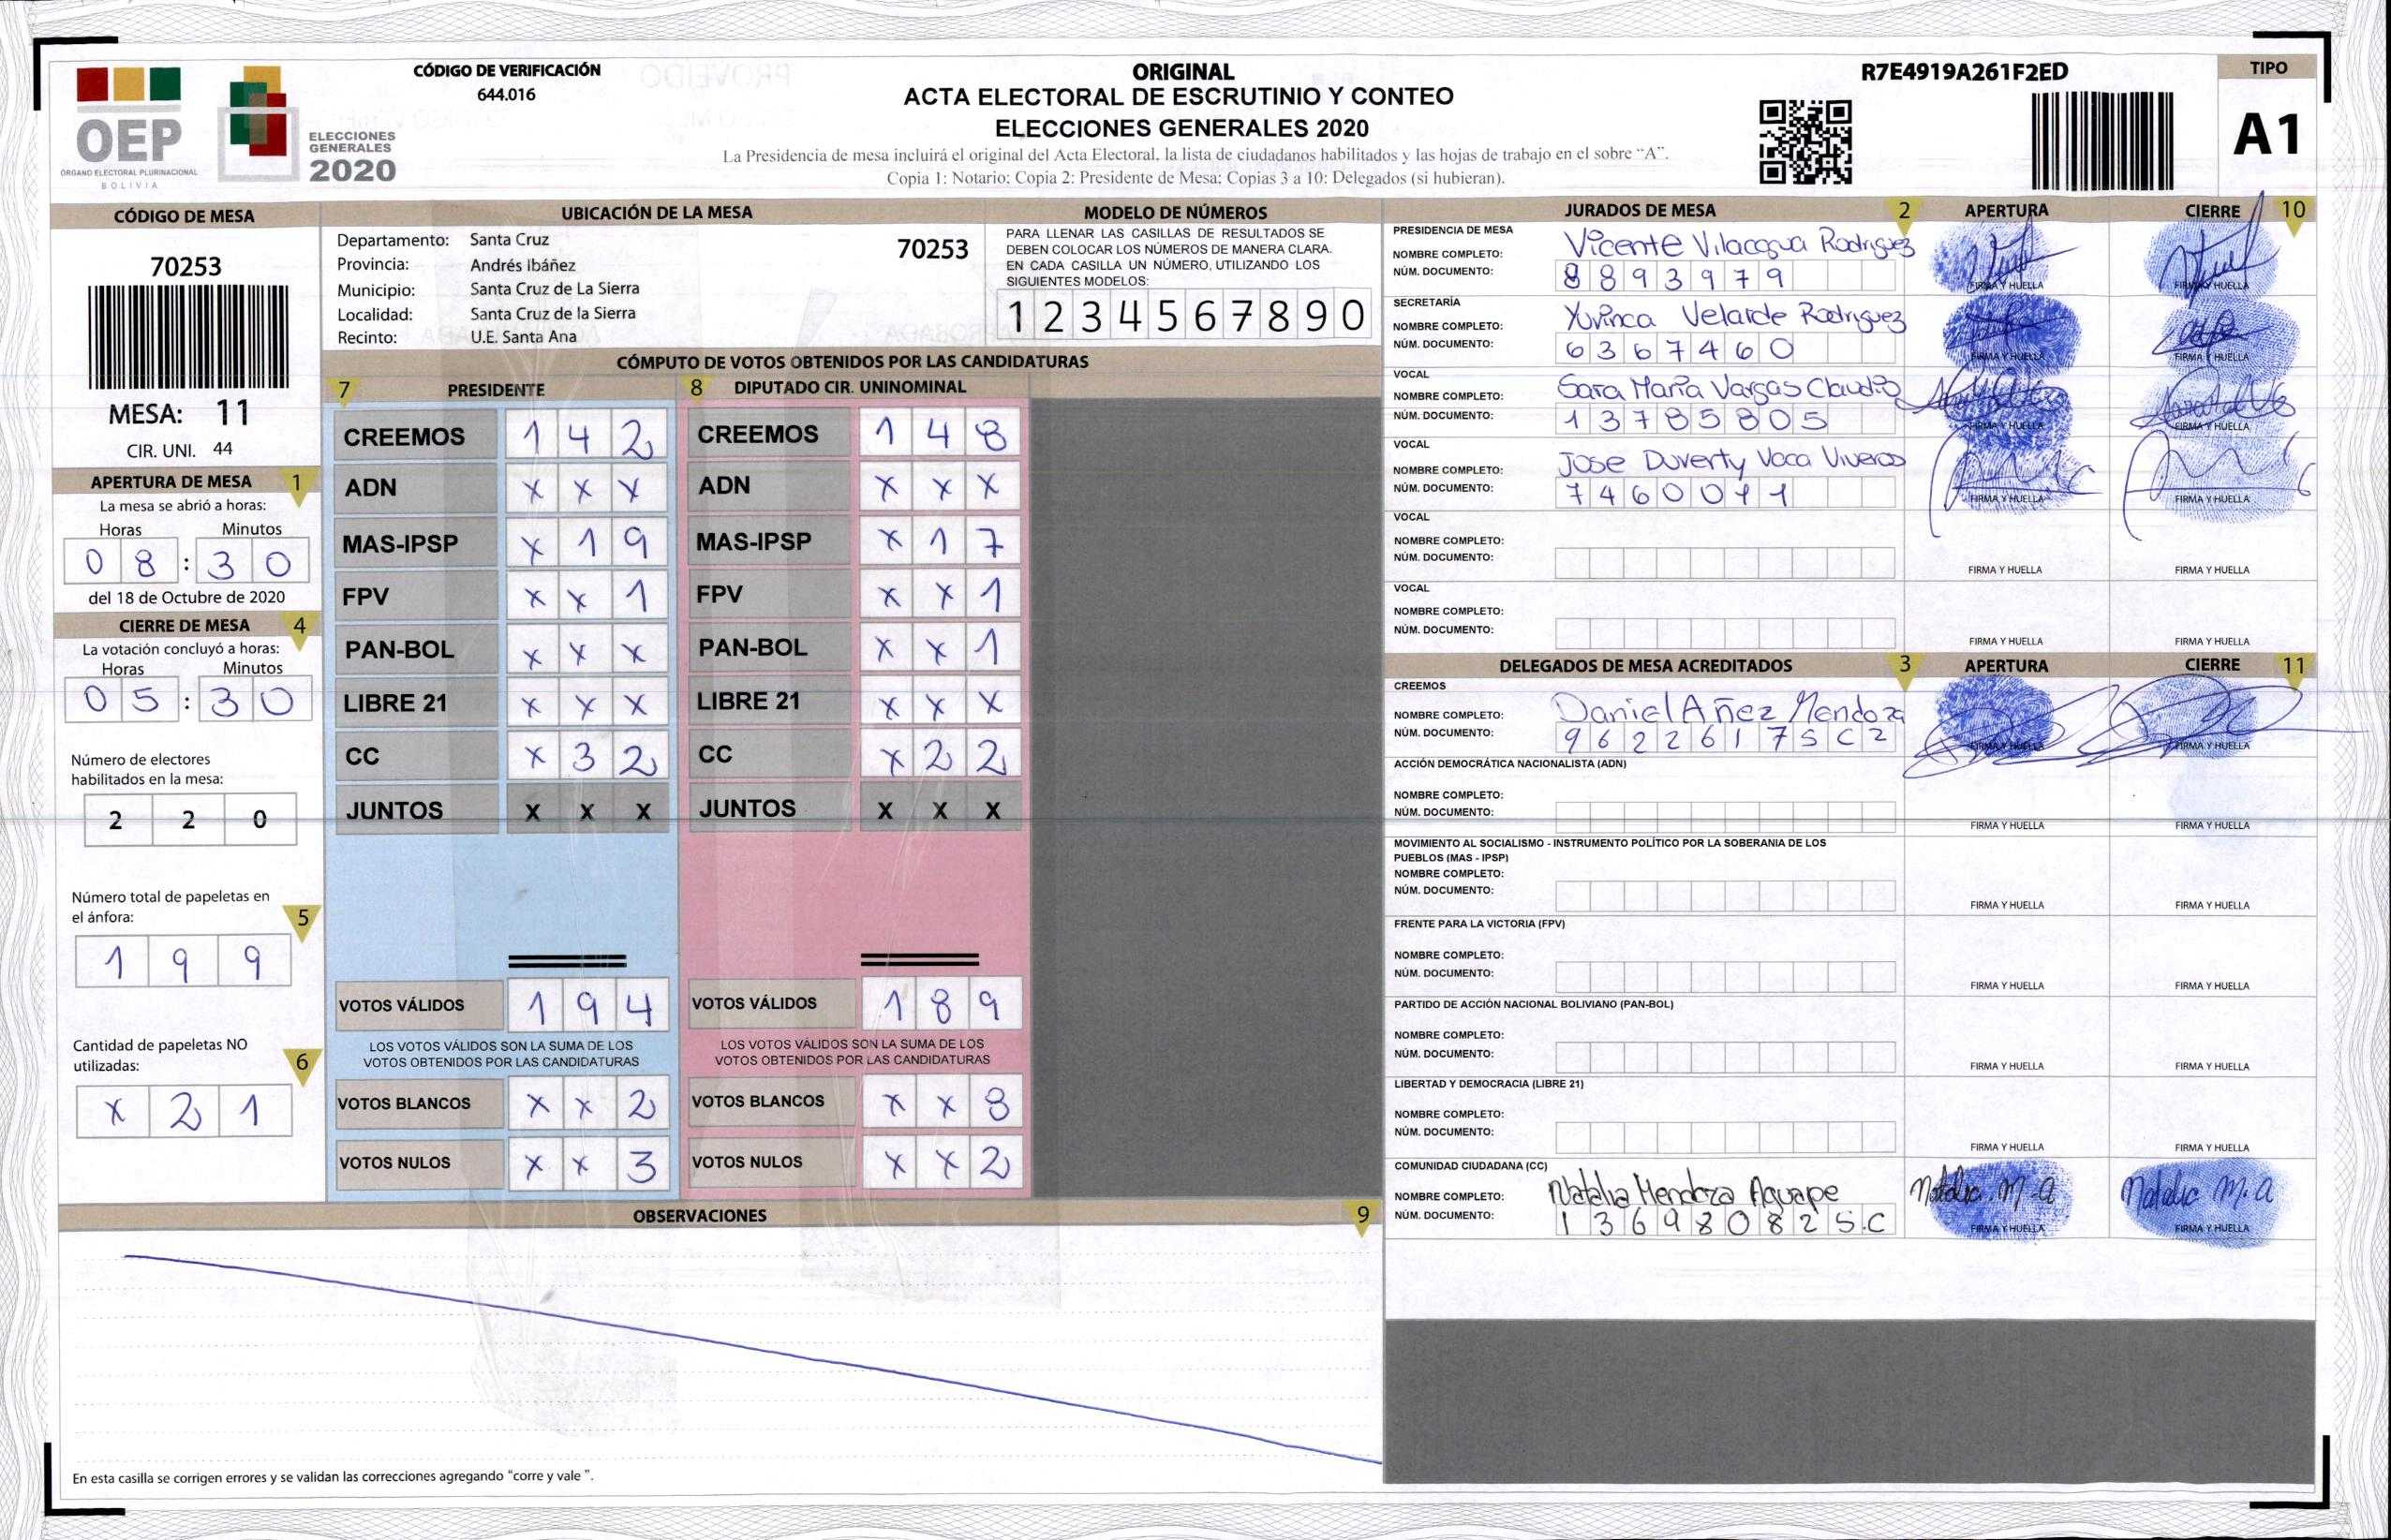 OEP
ÓRGANO ELECTORAL PLURINACIONAL
BOLIVIA
ELECCIONES
GENERALES
2020
CÓDIGO DE VERIFICACIÓN
644.016
ORIGINAL
ACTA ELECTORAL DE ESCRUTINIO Y CONTEO
ELECCIONES GENERALES 2020
La Presidencia de mesa incluirá el original del Acta Electoral, la lista de ciudadanos habilitados y las hojas de trabajo en el sobre “A”.
Copia 1: Notario; Copia 2: Presidente de Mesa; Copias 3 a 10: Delegados (si hubieran).
R7E4919A261F2ED
TIPO
A1
CÓDIGO DE MESA
70253
MESA: 11
CIR. UNI. 44
APERTURA DE MESA 1
La mesa se abrió a horas:
Horas Minutos
0 8 : 3 0
del 18 de Octubre de 2020
CIERRE DE MESA 4
La votación concluyó a horas:
Horas Minutos
0 5 : 3 0
Número de electores
habilitados en la mesa:
2 2 0
Número total de papeletas en
el ánfora: 5
1 9 9
Cantidad de papeletas NO
utilizadas: 6
x 2 1
UBICACIÓN DE LA MESA
Departamento: Santa Cruz
70253
Provincia: Andrés Ibáñez
Municipio: Santa Cruz de La Sierra
Localidad: Santa Cruz de la Sierra
Recinto: U.E. Santa Ana
MODELO DE NÚMEROS
PARA LLENAR LAS CASILLAS DE RESULTADOS SE
DEBEN COLOCAR LOS NÚMEROS DE MANERA CLARA.
EN CADA CASILLA UN NÚMERO, UTILIZANDO LOS
SIGUIENTES MODELOS:
1 2 3 4 5 6 7 8 9 0
CÓMPUTO DE VOTOS OBTENIDOS POR LAS CANDIDATURAS
7 PRESIDENTE
CREEMOS 1 4 2
ADN x x x
MAS-IPSP x 1 9
FPV x x 1
PAN-BOL x x x
LIBRE 21 x x x
CC x 3 2
JUNTOS X X X
VOTOS VÁLIDOS 1 9 4
LOS VOTOS VÁLIDOS SON LA SUMA DE LOS
VOTOS OBTENIDOS POR LAS CANDIDATURAS
VOTOS BLANCOS x x 2
VOTOS NULOS x x 3
8 DIPUTADO CIR. UNINOMINAL
CREEMOS 1 4 8
ADN x x x
MAS-IPSP x 1 7
FPV x x 1
PAN-BOL x x 1
LIBRE 21 x x x
CC x 2 2
JUNTOS X X X
VOTOS VÁLIDOS 1 8 9
LOS VOTOS VÁLIDOS SON LA SUMA DE LOS
VOTOS OBTENIDOS POR LAS CANDIDATURAS
VOTOS BLANCOS x x 8
VOTOS NULOS x x 2
OBSERVACIONES 9
En esta casilla se corrigen errores y se validan las correcciones agregando “corre y vale ”.
JURADOS DE MESA 2 APERTURA CIERRE 10
PRESIDENCIA DE MESA
NOMBRE COMPLETO: Vicente Vilacgua Rodriguez
NÚM. DOCUMENTO: 8 8 9 3 9 7 9
FIRMA Y HUELLA FIRMA Y HUELLA
SECRETARÍA
NOMBRE COMPLETO: Yurinca Velarde Rodriguez
NÚM. DOCUMENTO: 6 3 6 7 4 6 0
FIRMA Y HUELLA FIRMA Y HUELLA
VOCAL
NOMBRE COMPLETO: Sara Maria Vargas Claudio
NÚM. DOCUMENTO: 1 3 7 8 5 8 0 5
FIRMA Y HUELLA FIRMA Y HUELLA
VOCAL
NOMBRE COMPLETO: Jose Duverty Vaca Viveros
NÚM. DOCUMENTO: 7 4 6 0 0 9 1
FIRMA Y HUELLA FIRMA Y HUELLA
VOCAL
NOMBRE COMPLETO:
NÚM. DOCUMENTO:
FIRMA Y HUELLA FIRMA Y HUELLA
VOCAL
NOMBRE COMPLETO:
NÚM. DOCUMENTO:
FIRMA Y HUELLA FIRMA Y HUELLA
DELEGADOS DE MESA ACREDITADOS 3 APERTURA CIERRE 11
CREEMOS
NOMBRE COMPLETO: Daniel Añez Mendoza
NÚM. DOCUMENTO: 9 6 2 2 6 1 7 S C 2
FIRMA Y HUELLA FIRMA Y HUELLA
ACCIÓN DEMOCRÁTICA NACIONALISTA (ADN)
NOMBRE COMPLETO:
NÚM. DOCUMENTO:
FIRMA Y HUELLA FIRMA Y HUELLA
MOVIMIENTO AL SOCIALISMO - INSTRUMENTO POLÍTICO POR LA SOBERANIA DE LOS
PUEBLOS (MAS - IPSP)
NOMBRE COMPLETO:
NÚM. DOCUMENTO:
FIRMA Y HUELLA FIRMA Y HUELLA
FRENTE PARA LA VICTORIA (FPV)
NOMBRE COMPLETO:
NÚM. DOCUMENTO:
FIRMA Y HUELLA FIRMA Y HUELLA
PARTIDO DE ACCIÓN NACIONAL BOLIVIANO (PAN-BOL)
NOMBRE COMPLETO:
NÚM. DOCUMENTO:
FIRMA Y HUELLA FIRMA Y HUELLA
LIBERTAD Y DEMOCRACIA (LIBRE 21)
NOMBRE COMPLETO:
NÚM. DOCUMENTO:
FIRMA Y HUELLA FIRMA Y HUELLA
COMUNIDAD CIUDADANA (CC)
NOMBRE COMPLETO: Natalia Mendoza Aguape
NÚM. DOCUMENTO: 1 3 6 9 8 0 8 2 S.C
Natalia M.A Natalia M.A
FIRMA Y HUELLA FIRMA Y HUELLA